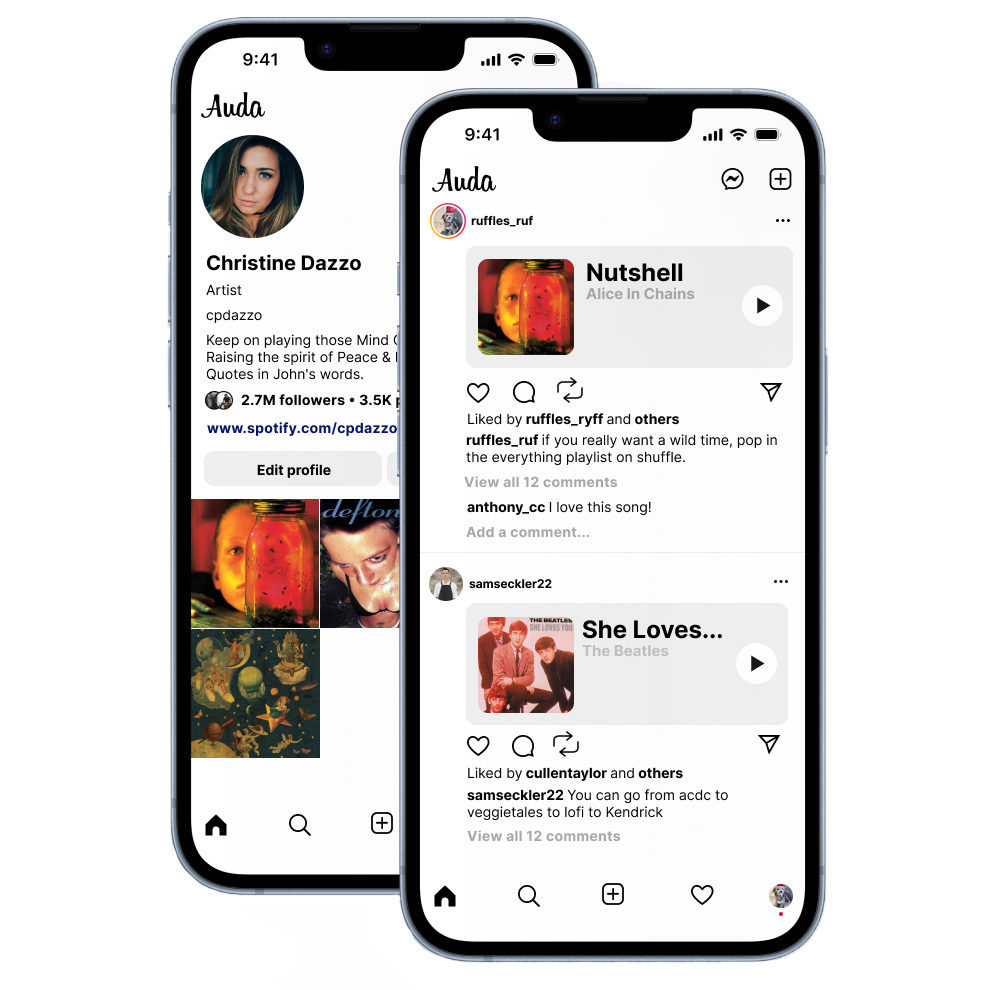 9:41
Auda
Christine Dazzo
Artist
cpdazzo
Keep on playing those Mind
Raising the spirit of Peace &
Quotes in John's words.
2.7M followers • 3.5K
www.spotify.com/cpdazzo
Edit profile
defton
9:41
Auda
ruffles_ruf
Nutshell
Alice In Chains
Liked by ruffles_ryff and others
ruffles_ruf if you really want a wild time, pop in
the everything playlist on shuffle.
View all 12 comments
anthony_cc I love this song!
Add a comment...
samseckler22
THE BEATLES
SHE LOVES YOU
She Loves...
The Beatles
Liked by cullentaylor and others
samseckler22 You can go from acdc to
veggietales to lofi to Kendrick
View all 12 comments